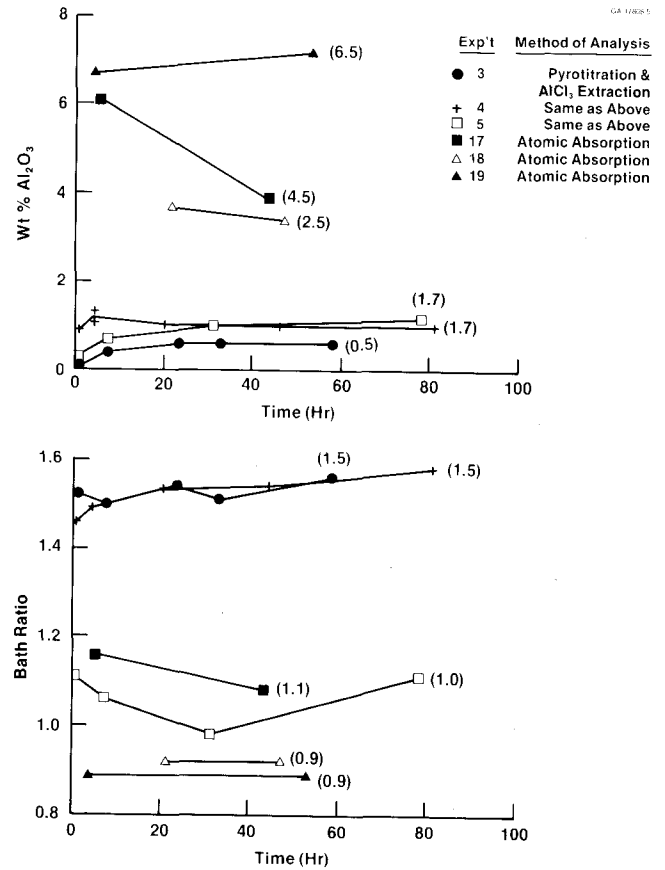 GA 17808-5
8
6
4
2
0
Wt % Al₂O₃
Exp't Method of Analysis
3 Pyrotitration &
AlCl₃ Extraction
4 Same as Above
5 Same as Above
17 Atomic Absorption
18 Atomic Absorption
19 Atomic Absorption
(6.5)
(4.5)
(2.5)
(1.7)
(1.7)
(0.5)
0 20 40 60 80 100
Time (Hr)
1.6
1.4
1.2
1.0
0.8
Bath Ratio
(1.5)
(1.5)
(1.1)
(1.0)
(0.9)
(0.9)
0 20 40 60 80 100
Time (Hr)